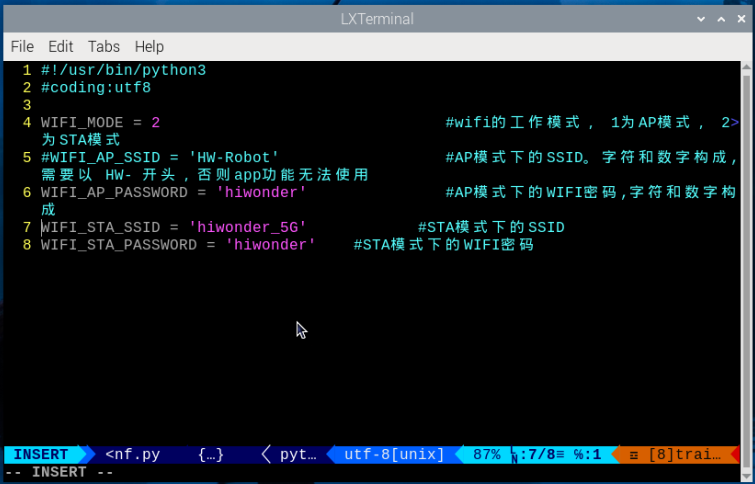 LXTerminal
File Edit Tabs Help
1 #!/usr/bin/python3
2 #coding:utf8
3
4 WIFI_MODE = 2 #wifi的工作模式, 1为AP模式, 2>
为STA模式
5 #WIFI_AP_SSID = 'HW-Robot' #AP模式下的SSID。字符和数字构成,
需要以 HW- 开头,否则app功能无法使用
6 WIFI_AP_PASSWORD = 'hiwonder' #AP模式下的WIFI密码,字符和数字构
成
7 WIFI_STA_SSID = 'hiwonder_5G' #STA模式下的SSID
8 WIFI_STA_PASSWORD = 'hiwonder' #STA模式下的WIFI密码
INSERT <nf.py {…} pyt… utf-8[unix] 87% ㏑:7/8≡ ℅:1 ☲ [8]trai…
-- INSERT --